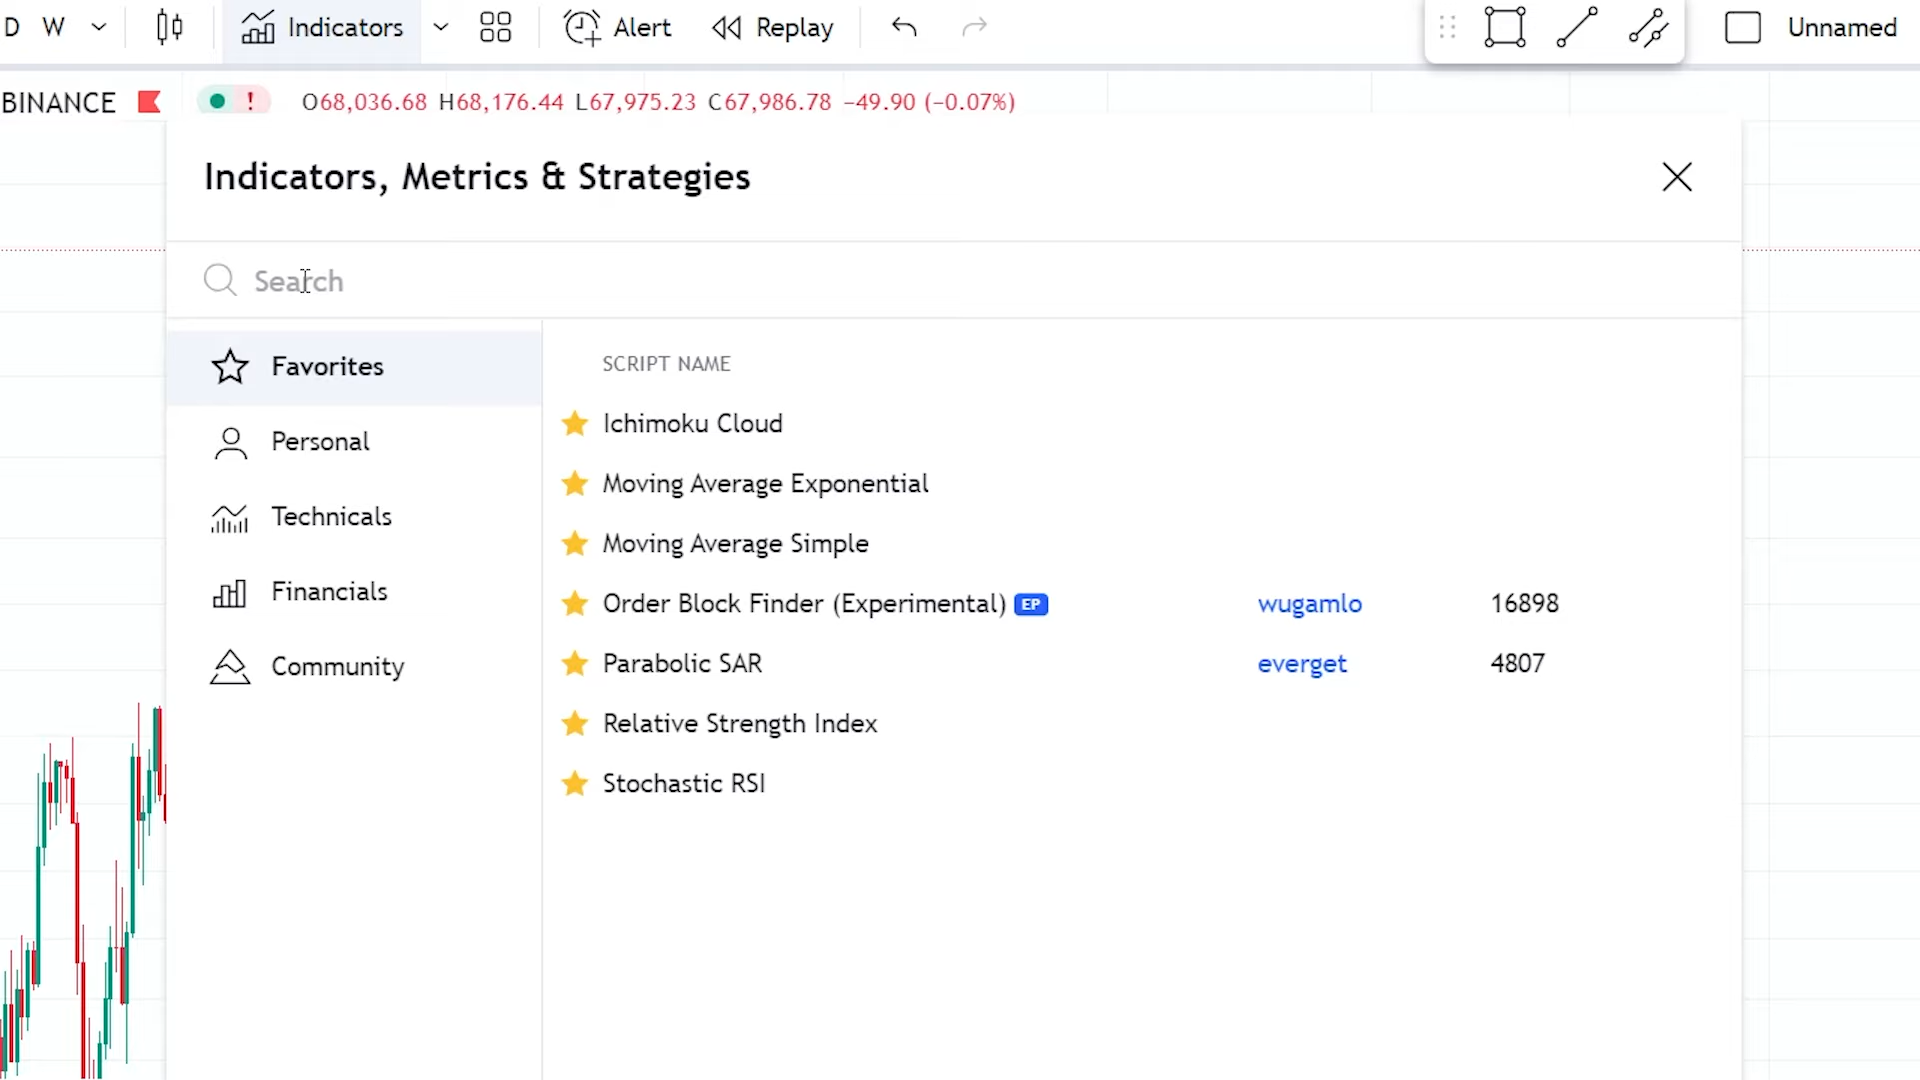 D W Indicators Alert Replay Unnamed
BINANCE ! O68,036.68 H68,176.44 L67,975.23 C67,986.78 −49.90 (−0.07%)
Indicators, Metrics & Strategies
Search
Favorites
Personal
Technicals
Financials
Community
SCRIPT NAME
Ichimoku Cloud
Moving Average Exponential
Moving Average Simple
Order Block Finder (Experimental) EP wugamlo 16898
Parabolic SAR everget 4807
Relative Strength Index
Stochastic RSI